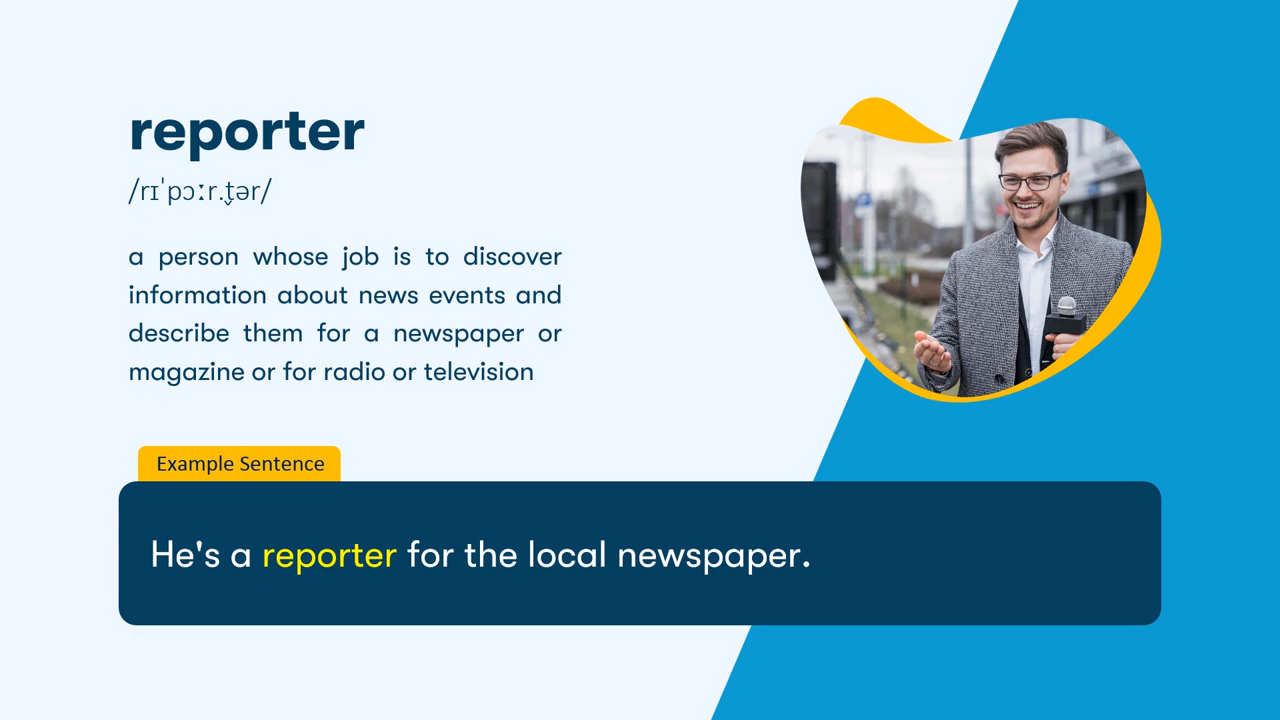 reporter
/rɪˈpɔːr.t̬ər/
a person whose job is to discover
information about news events and
describe them for a newspaper or
magazine or for radio or television
Example Sentence
He's a reporter for the local newspaper.